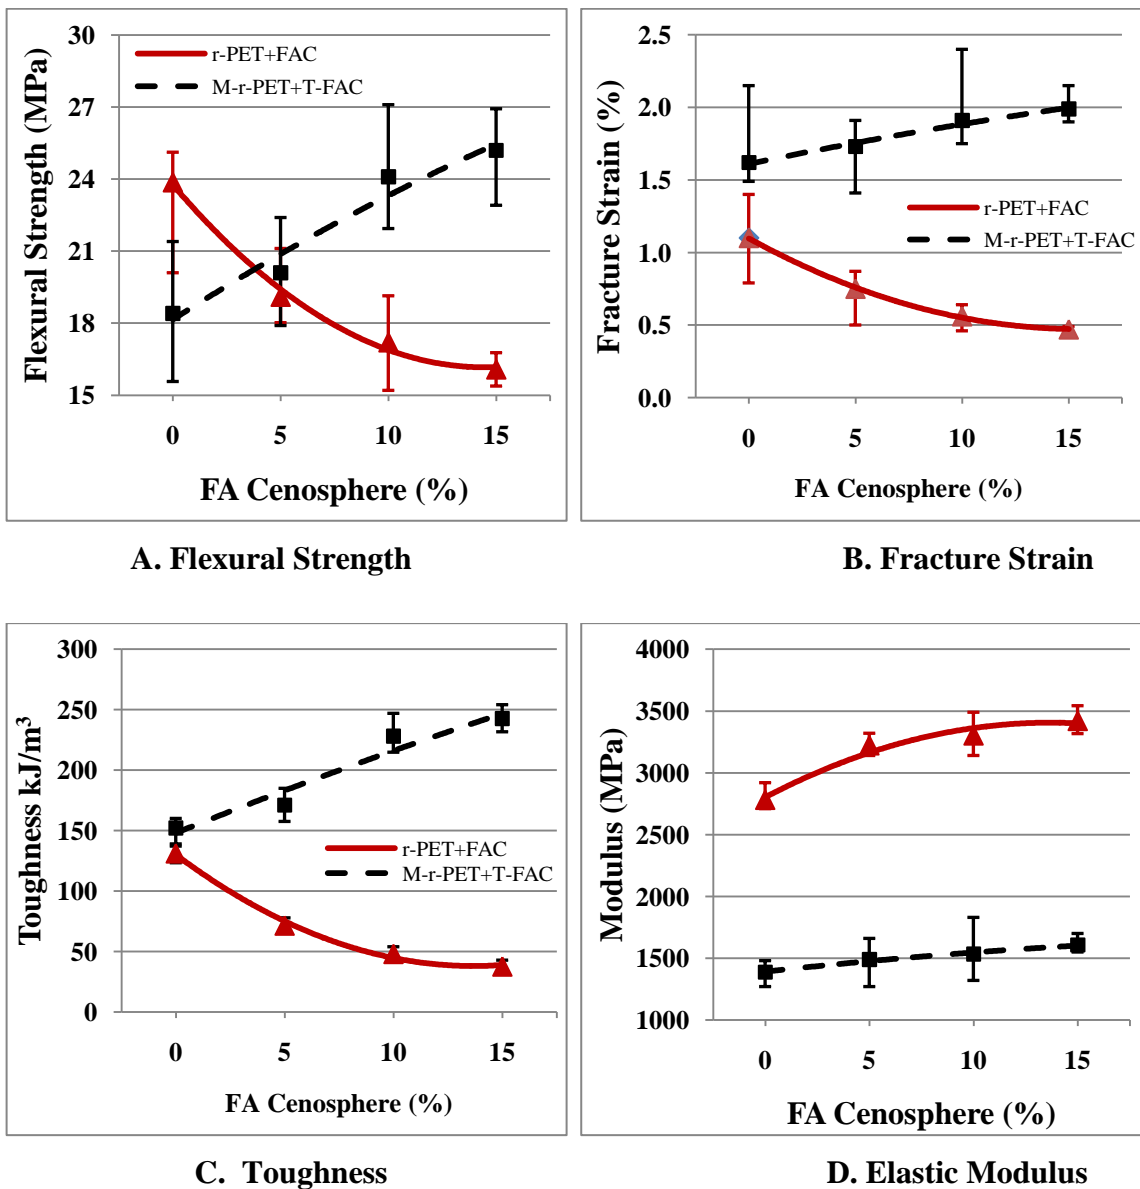 30
27
24
21
18
15
Flexural Strength (MPa)
r-PET+FAC
M-r-PET+T-FAC
0 5 10 15
FA Cenosphere (%)
A. Flexural Strength
2.5
2.0
1.5
1.0
0.5
0.0
Fracture Strain (%)
r-PET+FAC
M-r-PET+T-FAC
0 5 10 15
FA Cenosphere (%)
B. Fracture Strain
300
250
200
150
100
50
0
Toughness kJ/m³
r-PET+FAC
M-r-PET+T-FAC
0 5 10 15
FA Cenosphere (%)
C. Toughness
4000
3500
3000
2500
2000
1500
1000
Modulus (MPa)
0 5 10 15
FA Cenosphere (%)
D. Elastic Modulus